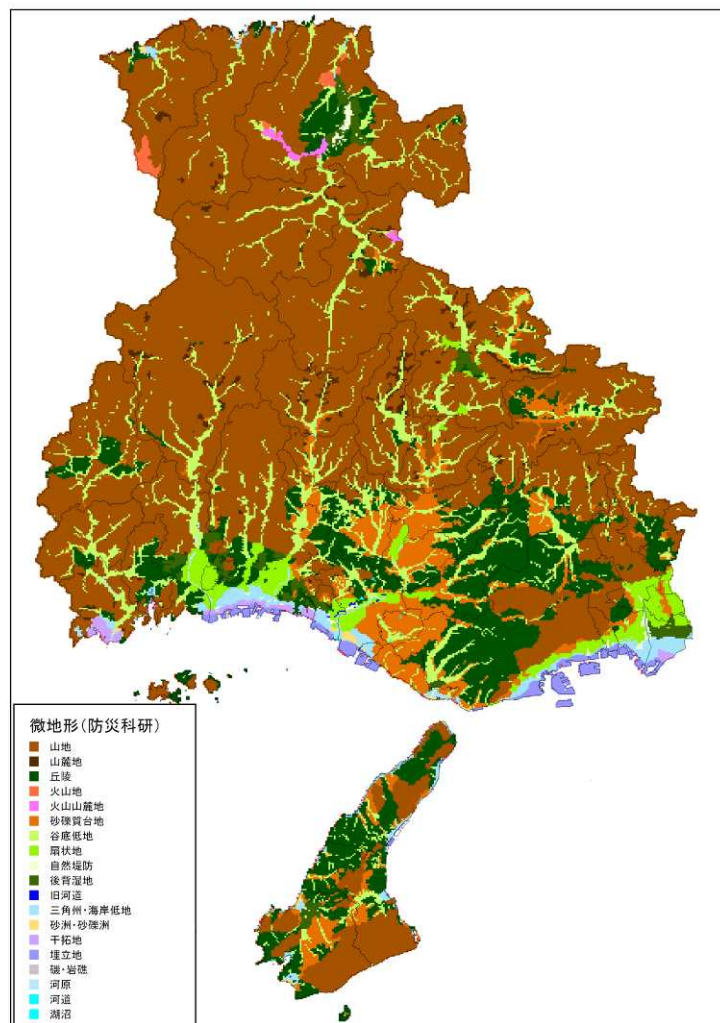 微地形(防災科研)
山地
山麓地
丘陵
火山地
火山山麓地
砂礫質台地
谷底低地
扇状地
自然堤防
後背湿地
旧河道
三角州・海岸低地
砂洲・砂礫洲
干拓地
埋立地
磯・岩礁
河原
河道
湖沼